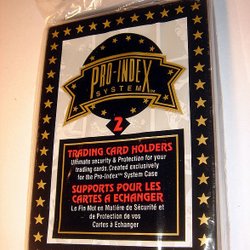 PRO-INDEX
SYSTEM™
2
TRADING CARD HOLDERS
Ultimate security & Protection for your
trading cards. Created exclusively
for the Pro-Index™ System Case
SUPPORTS POUR LES
CARTES A ECHANGER
Le Fin Mot en Matière de Sécurité et
de Protection de vos
Cartes à Echanger